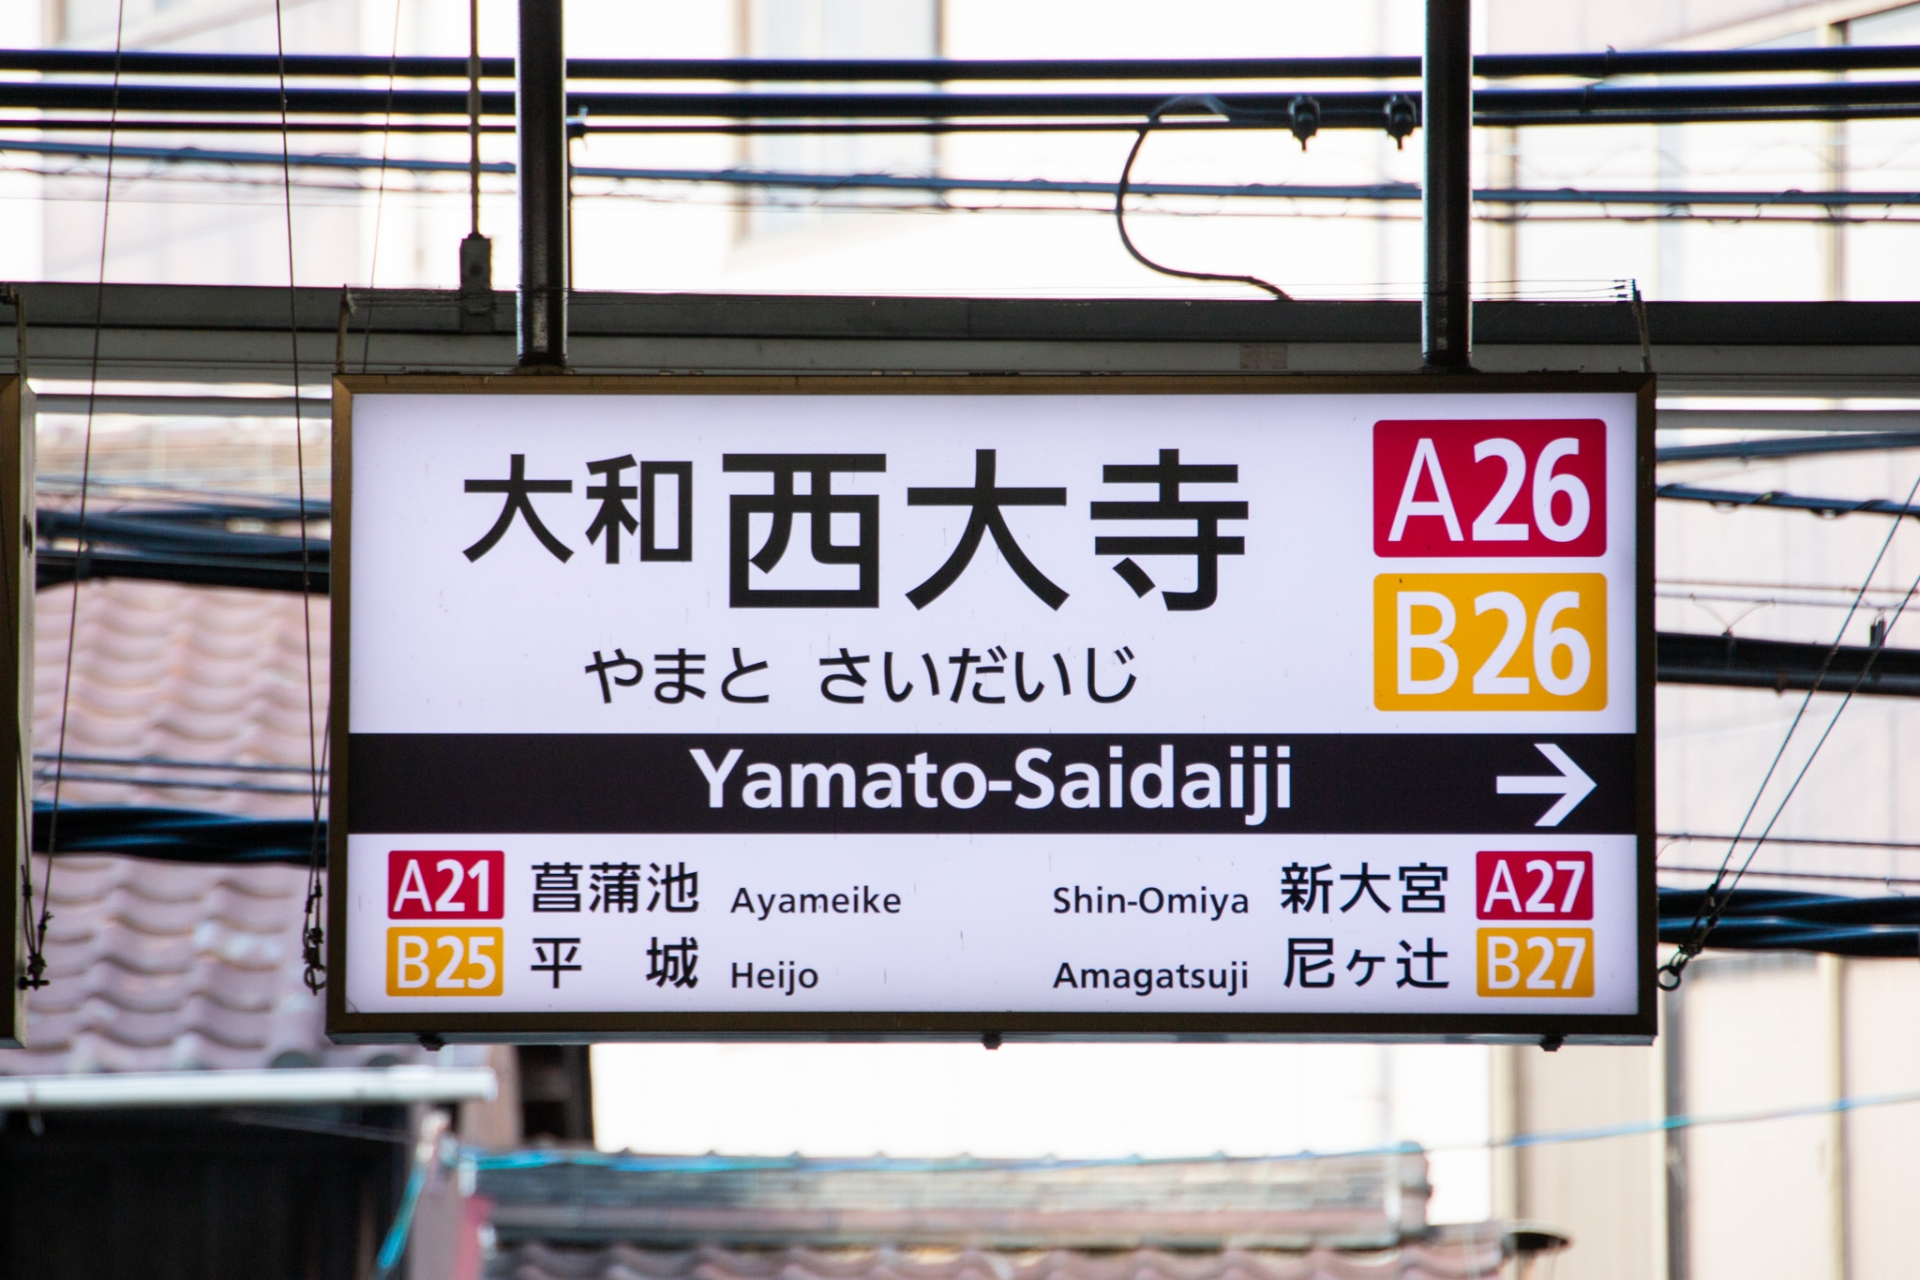 大和西大寺 A26
やまと さいだいじ B26
Yamato-Saidaiji →
A21 菖蒲池 Ayameike Shin-Omiya 新大宮 A27
B25 平 城 Heijo Amagatsuji 尼ヶ辻 B27